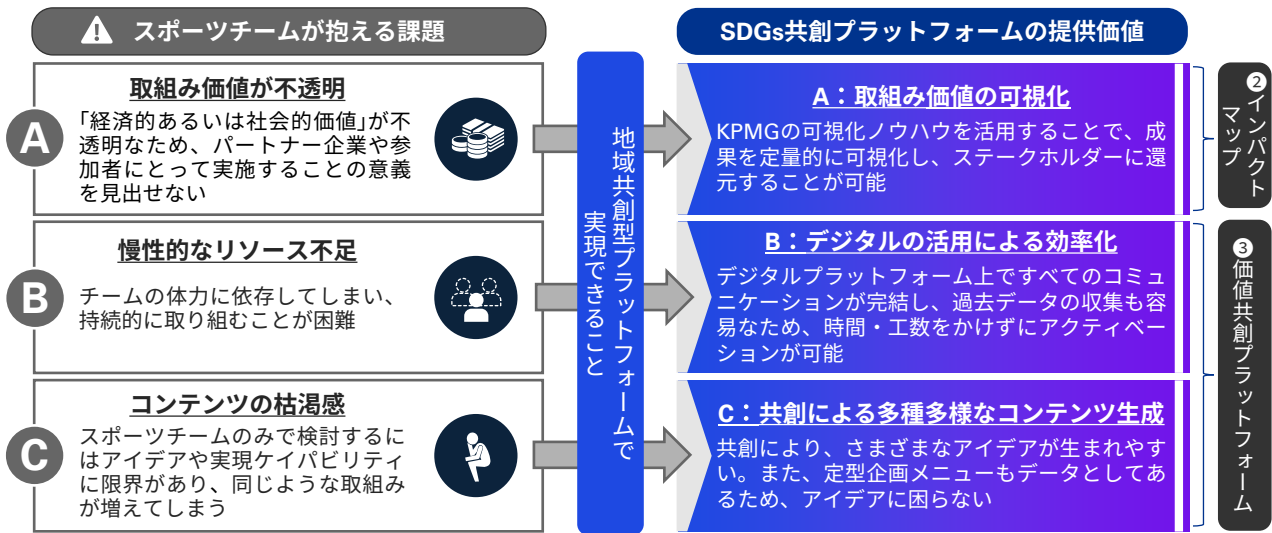 スポーツチームが抱える課題
A
取組み価値が不透明
「経済的あるいは社会的価値」が不
透明なため、パートナー企業や参
加者にとって実施することの意義
を見出せない
B
慢性的なリソース不足
チームの体力に依存してしまい、
持続的に取り組むことが困難
C
コンテンツの枯渇感
スポーツチームのみで検討するに
はアイデアや実現ケイパビリティ
に限界があり、同じような取組み
が増えてしまう
地域共創型プラットフォームで
実現できること
SDGs共創プラットフォームの提供価値
A：取組み価値の可視化
KPMGの可視化ノウハウを活用することで、成
果を定量的に可視化し、ステークホルダーに還
元することが可能
B：デジタルの活用による効率化
デジタルプラットフォーム上ですべてのコミュ
ニケーションが完結し、過去データの収集も容
易なため、時間・工数をかけずにアクティベー
ションが可能
C：共創による多種多様なコンテンツ生成
共創により、さまざまなアイデアが生まれやす
い。また、定型企画メニューもデータとしてあ
るため、アイデアに困らない
❷インパクト
マップ
❸価値共創プラットフォーム